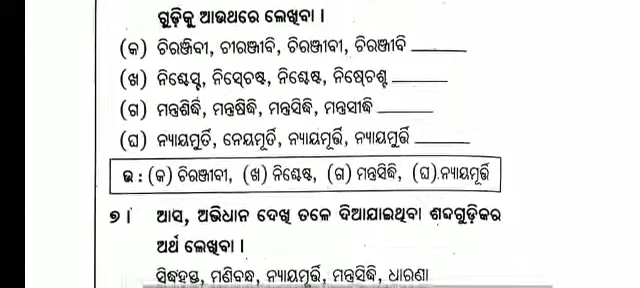 ଗୁଡ଼ିକୁ ଆଉଥରେ ଲେଖିବା ।
(କ) ଚିରଞ୍ଜିବୀ, ଚୀରଞ୍ଜୀବି, ଚିରଞ୍ଜୀବୀ, ଚିରଞ୍ଜୀବି ______
(ଖ) ନିଶ୍ଚେସ୍ଟ, ନିସ୍ଚେଷ୍ଟ, ନିଶ୍ଚେଷ୍ଟ, ନିଷ୍ଚେଶ୍ଟ ______
(ଗ) ମନ୍ତ୍ରଶିର୍ଦ୍ଧି, ମନ୍ତ୍ରଷିଦ୍ଧି, ମନ୍ତ୍ରସିଦ୍ଧି, ମନ୍ତ୍ରସୀଦ୍ଧି ______
(ଘ) ନ୍ୟାୟମୁର୍ତି, ନେୟମୂର୍ତି, ନ୍ୟାୟମୂର୍ତ୍ତି, ନ୍ୟାୟମୁର୍ତ୍ତି ______
ଉ : (କ) ଚିରଞ୍ଜୀବୀ, (ଖ) ନିଶ୍ଚେଷ୍ଟ, (ଗ) ମନ୍ତ୍ରସିଦ୍ଧି, (ଘ).ନ୍ୟାୟମୂର୍ତ୍ତି
୭ । ଆସ, ଅଭିଧାନ ଦେଖି ତଳେ ଦିଆଯାଇଥିବା ଶବ୍ଦଗୁଡ଼ିକର
ଅର୍ଥ ଲେଖିବା ।
ସିଦ୍ଧହସ୍ତ, ମଣିବନ୍ଧ, ନ୍ୟାୟମୂର୍ତ୍ତି, ମନ୍ତ୍ରସିଦ୍ଧି, ଧାରଣା